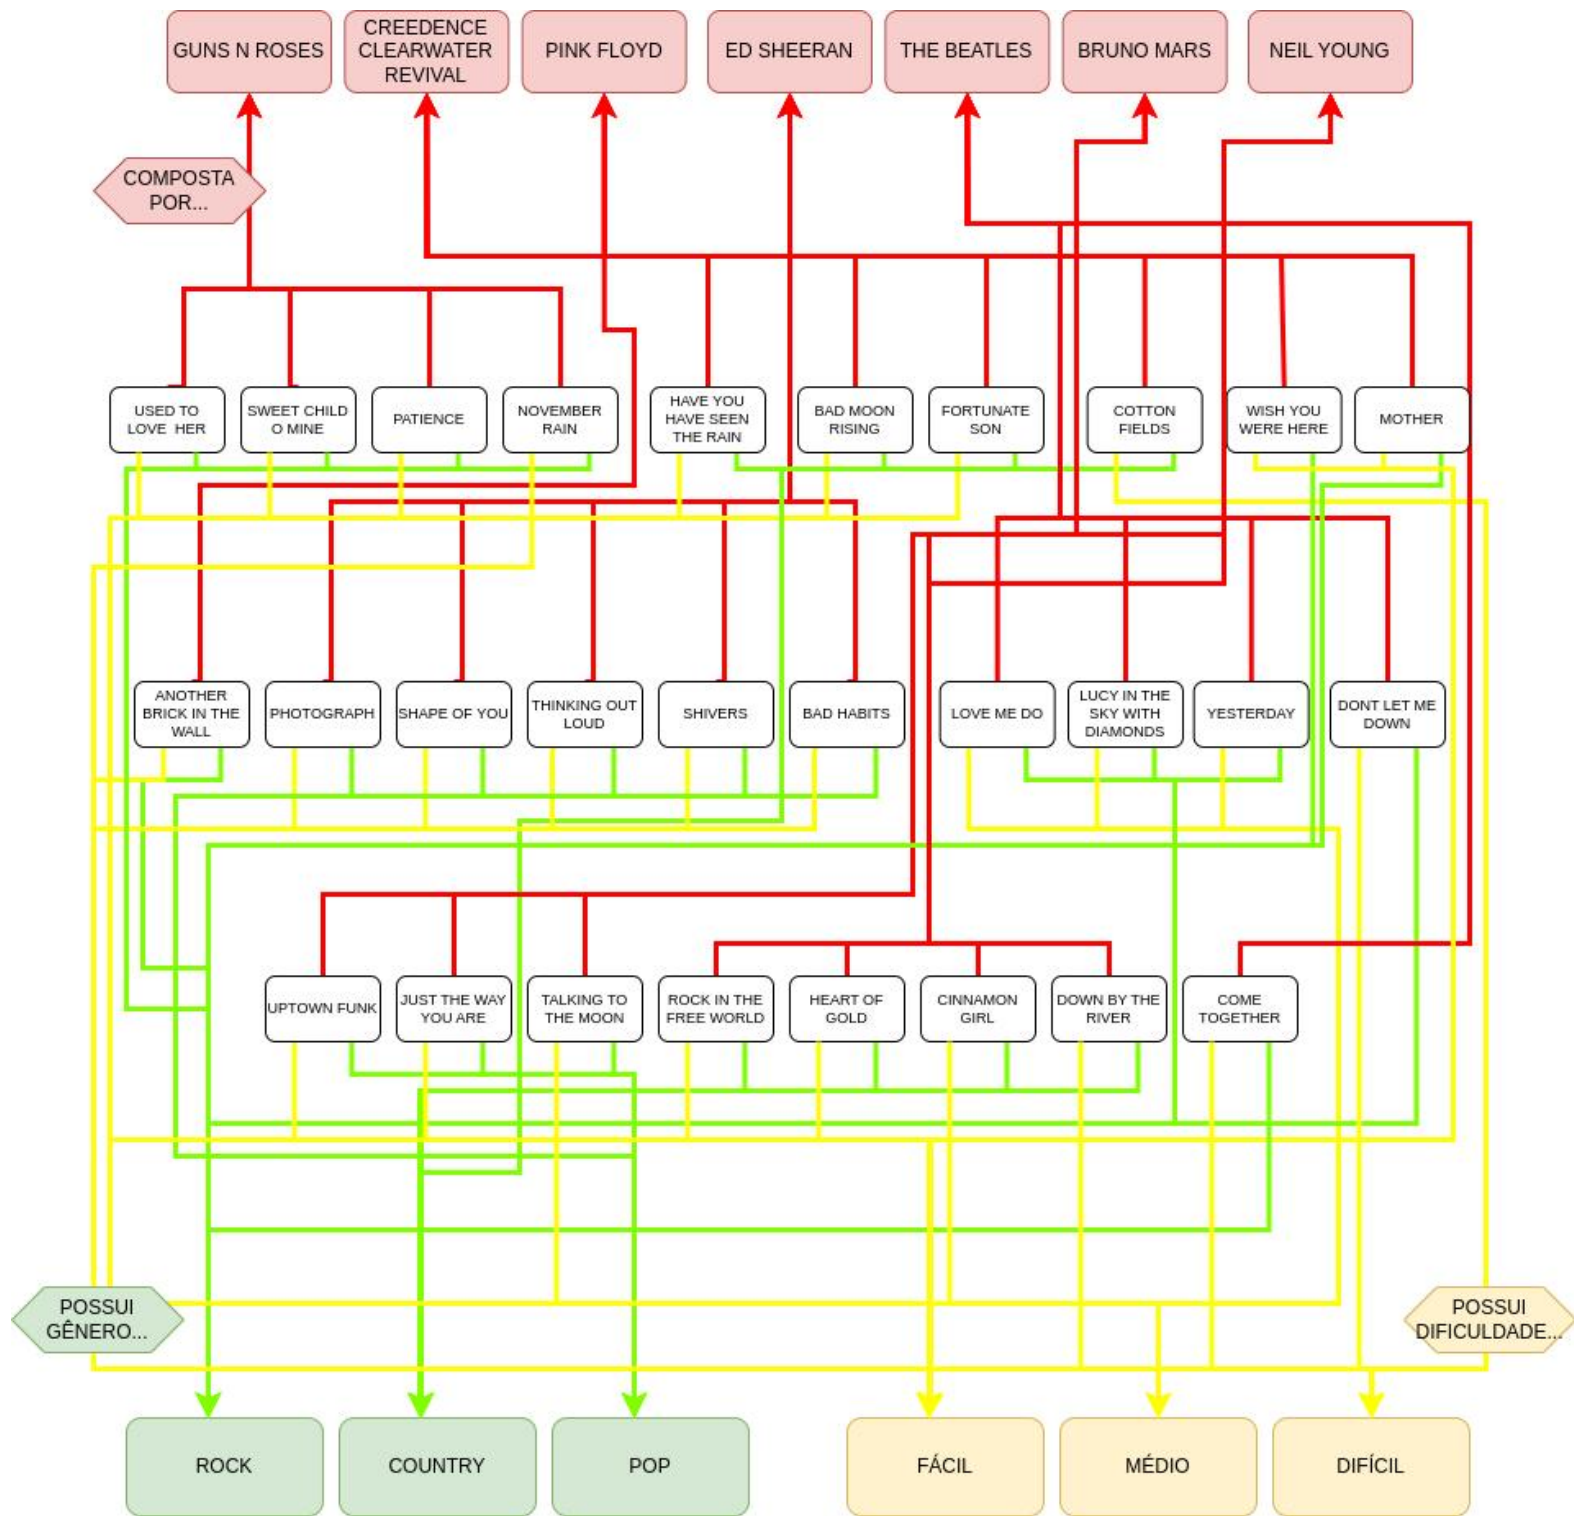 GUNS N ROSES
CREEDENCE
CLEARWATER
REVIVAL
PINK FLOYD
ED SHEERAN
THE BEATLES
BRUNO MARS
NEIL YOUNG
COMPOSTA
POR...
USED TO
LOVE HER
SWEET CHILD
O MINE
PATIENCE
NOVEMBER
RAIN
HAVE YOU
HAVE SEEN
THE RAIN
BAD MOON
RISING
FORTUNATE
SON
COTTON
FIELDS
WISH YOU
WERE HERE
MOTHER
ANOTHER
BRICK IN THE
WALL
PHOTOGRAPH
SHAPE OF YOU
THINKING OUT
LOUD
SHIVERS
BAD HABITS
LOVE ME DO
LUCY IN THE
SKY WITH
DIAMONDS
YESTERDAY
DONT LET ME
DOWN
UPTOWN FUNK
JUST THE WAY
YOU ARE
TALKING TO
THE MOON
ROCK IN THE
FREE WORLD
HEART OF
GOLD
CINNAMON
GIRL
DOWN BY THE
RIVER
COME
TOGETHER
POSSUI
GÊNERO...
POSSUI
DIFICULDADE...
ROCK
COUNTRY
POP
FÁCIL
MÉDIO
DIFÍCIL